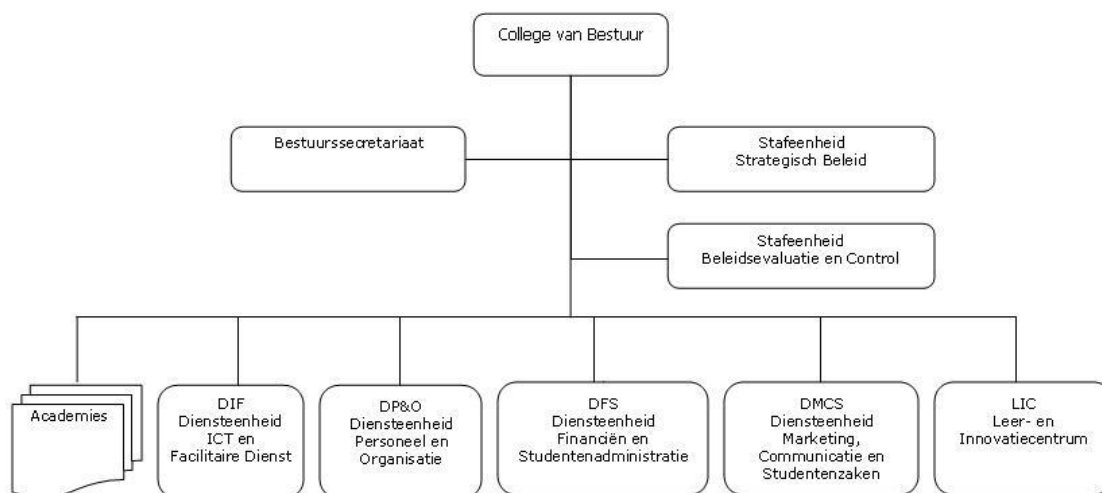 College van Bestuur
Bestuurssecretariaat
Stafeenheid
Strategisch Beleid
Stafeenheid
Beleidsevaluatie en Control
Academies
DIF
Diensteenheid
ICT en
Facilitaire Dienst
DP&O
Diensteenheid
Personeel en
Organisatie
DFS
Diensteenheid
Financiën en
Studentenadministratie
DMCS
Diensteenheid
Marketing,
Communicatie en
Studentenzaken
LIC
Leer- en
Innovatiecentrum